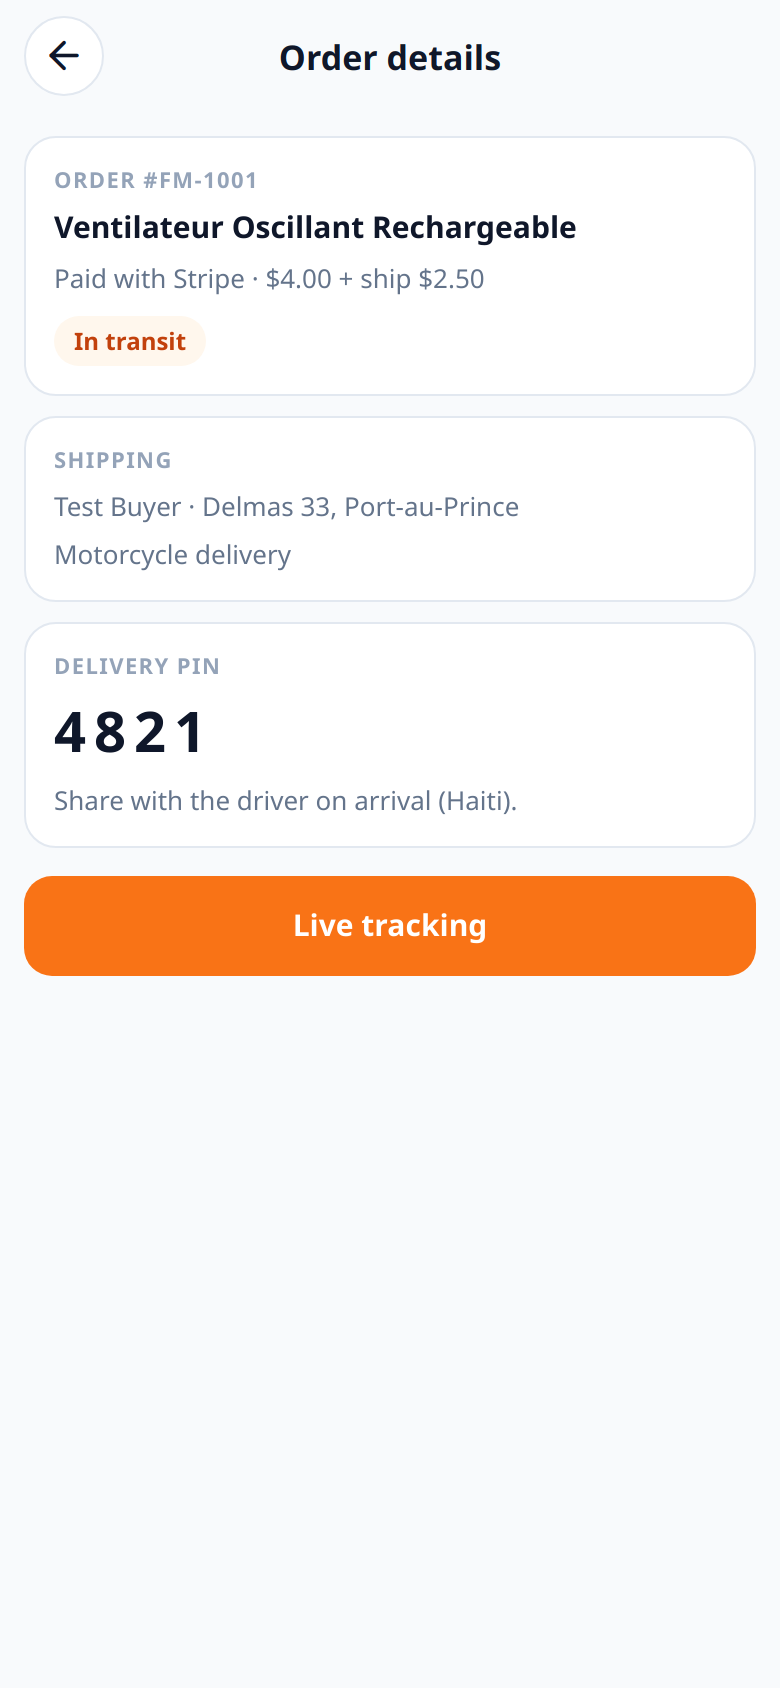 Order details
ORDER #FM-1001
Ventilateur Oscillant Rechargeable
Paid with Stripe · $4.00 + ship $2.50
In transit
SHIPPING
Test Buyer · Delmas 33, Port-au-Prince
Motorcycle delivery
DELIVERY PIN
4821
Share with the driver on arrival (Haiti).
Live tracking